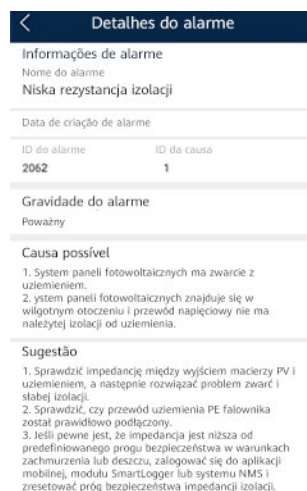 Detalhes do alarme
Informações de alarme
Nome do alarme
Niska rezystancja izolacji
Data de criação de alarme
ID do alarme ID da causa
2062 1
Gravidade do alarme
Poważny
Causa possível
1. System paneli fotowoltaicznych ma zwarcie z
uziemieniem.
2. ystem paneli fotowoltaicznych znajduje się w
wilgotnym otoczeniu i przewód napięciowy nie ma
należytej izolacji od uziemienia.
Sugestão
1. Sprawdzić impedancję między wyjściem macierzy PV i
uziemieniem, a następnie rozwiązać problem zwarć i
słabej izolacji.
2. Sprawdzić, czy przewód uziemienia PE falownika
został prawidłowo podłączony.
3. Jeśli pewne jest, że impedancja jest niższa od
predefiniowanego progu bezpieczeństwa w warunkach
zachmurzenia lub deszczu, zalogować się do aplikacji
mobilnej, modułu SmartLogger lub systemu NMS i
zresetować próg bezpieczeństwa impedancji izolacji.